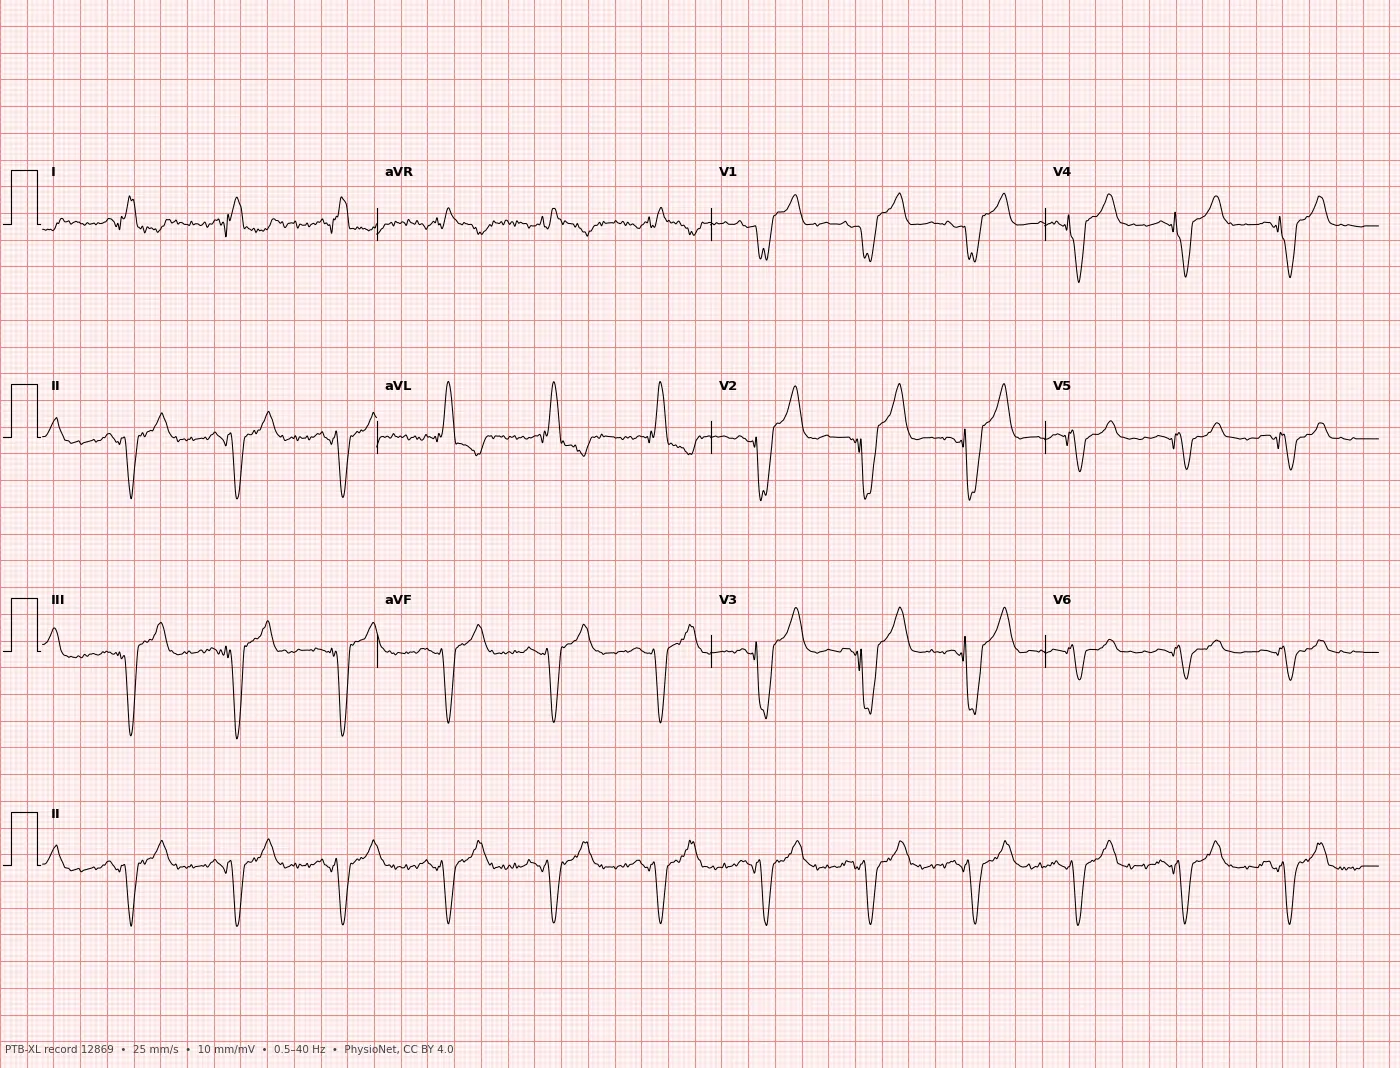 I aVR V1 V4
II aVL V2 V5
III aVF V3 V6
II
PTB-XL record 12869 • 25 mm/s • 10 mm/mV • 0.5–40 Hz • PhysioNet, CC BY 4.0